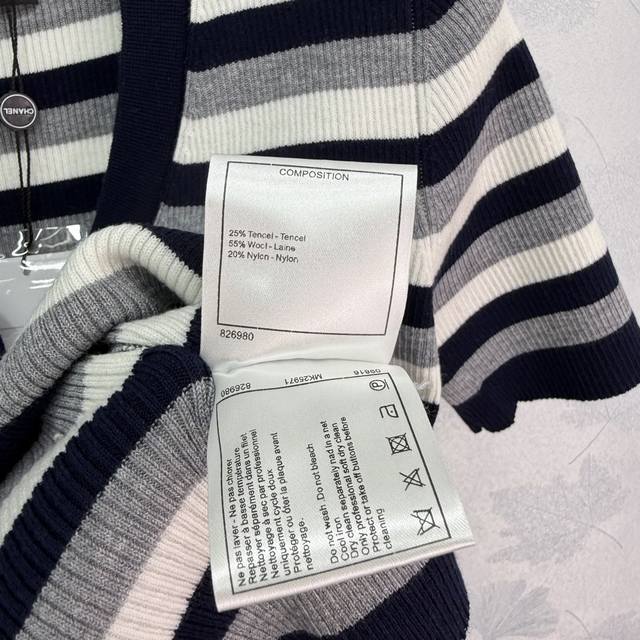 CHANEL
COMPOSITION
25% Tencel - Tencel
55% Wool - Laine
20% Nylon - Nylon
826980
826980
MK25971
09816
Ne pas laver - Ne pas chlorer
Repasser à basse température
Nettoyer séparément dans un filet
Nettoyage à sec par professionnel
uniquement cycle doux
Protéger ou ôter la plaque avant
nettoyage.
Do not wash .Do not bleach
Cool iron
Dry clean separately nad in a net
Only professional soft dry clean
Protect or take off buttons before
cleaning